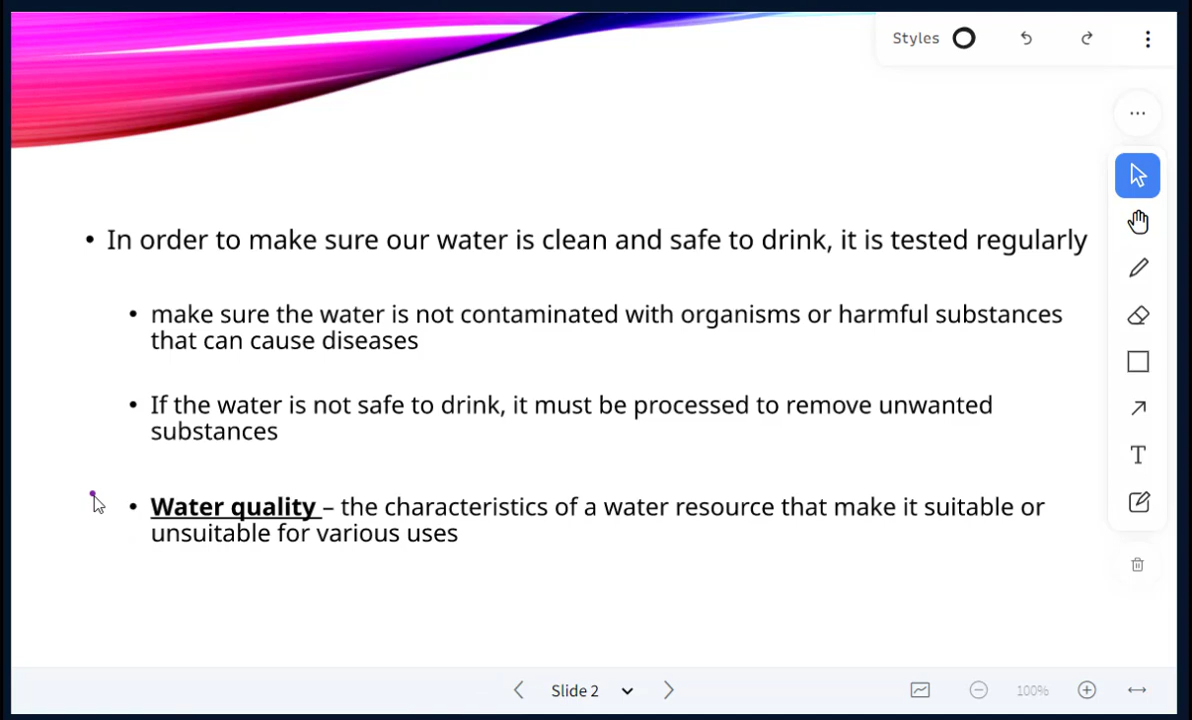 Styles
• In order to make sure our water is clean and safe to drink, it is tested regularly
• make sure the water is not contaminated with organisms or harmful substances
that can cause diseases
• If the water is not safe to drink, it must be processed to remove unwanted
substances
• Water quality – the characteristics of a water resource that make it suitable or
unsuitable for various uses
Slide 2
100%